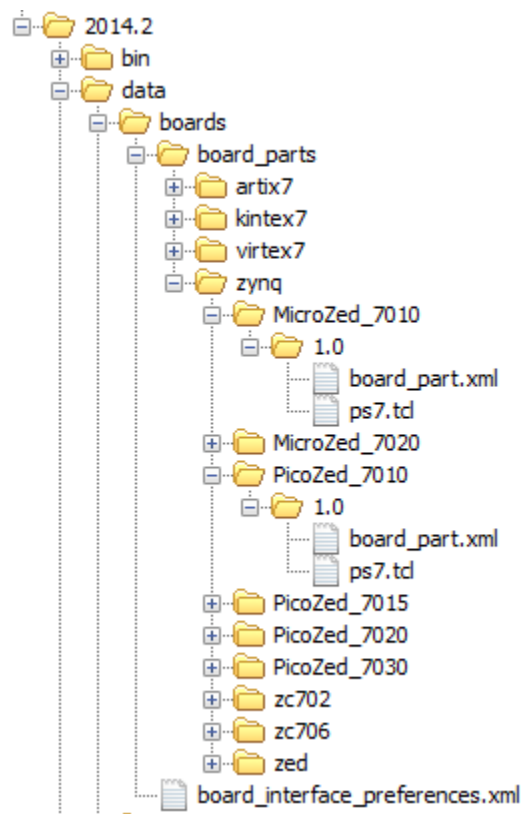 2014.2
bin
data
boards
board_parts
artix7
kintex7
virtex7
zynq
MicroZed_7010
1.0
board_part.xml
ps7.tcl
MicroZed_7020
PicoZed_7010
1.0
board_part.xml
ps7.tcl
PicoZed_7015
PicoZed_7020
PicoZed_7030
zc702
zc706
zed
board_interface_preferences.xml